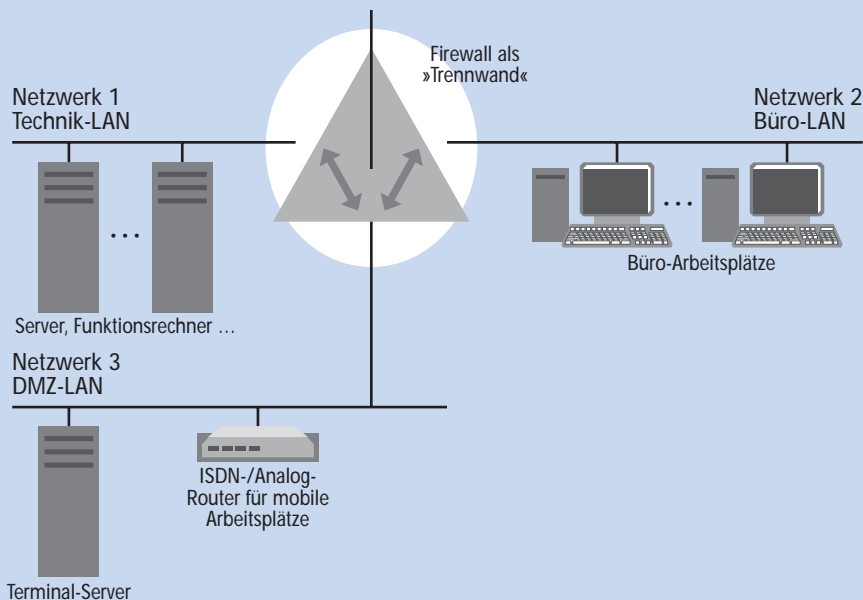 Firewall als
»Trennwand«
Netzwerk 1
Technik-LAN
Netzwerk 2
Büro-LAN
...
...
Büro-Arbeitsplätze
Server, Funktionsrechner ...
Netzwerk 3
DMZ-LAN
ISDN-/Analog-
Router für mobile
Arbeitsplätze
Terminal-Server